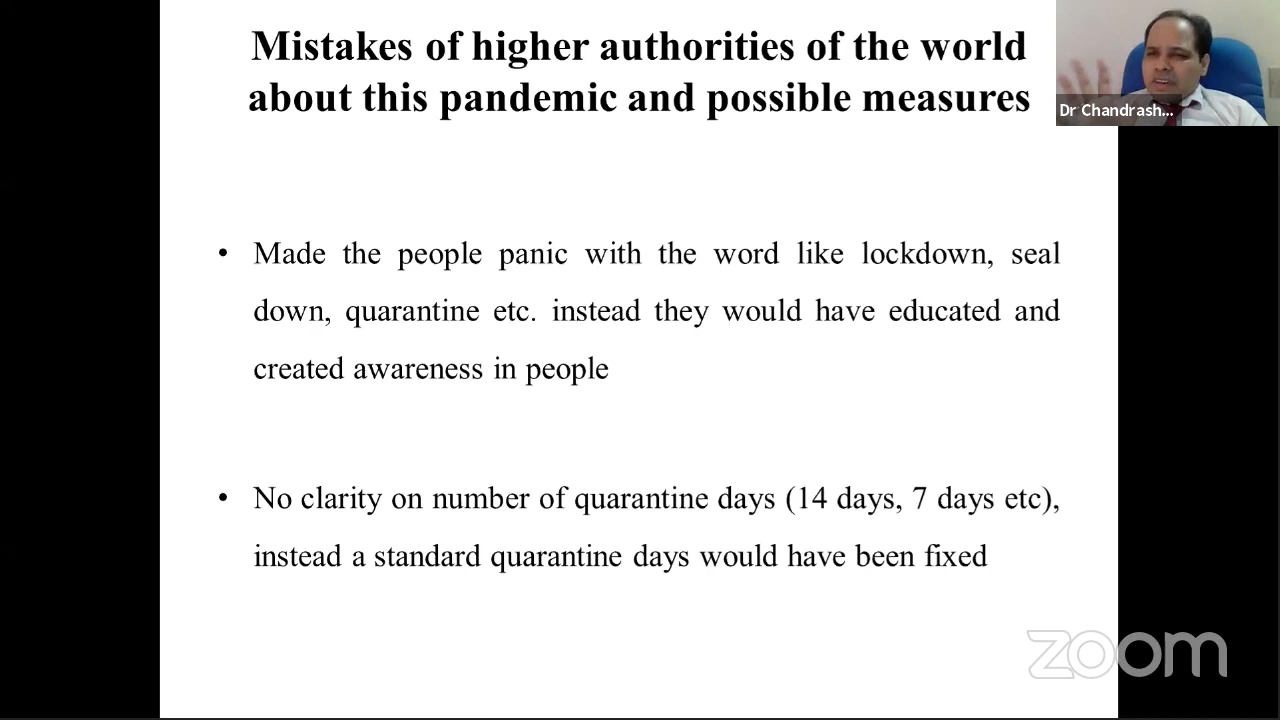 Mistakes of higher authorities of the world
about this pandemic and possible measures
Dr Chandrash...
• Made the people panic with the word like lockdown, seal
down, quarantine etc. instead they would have educated and
created awareness in people
• No clarity on number of quarantine days (14 days, 7 days etc),
instead a standard quarantine days would have been fixed
zoom